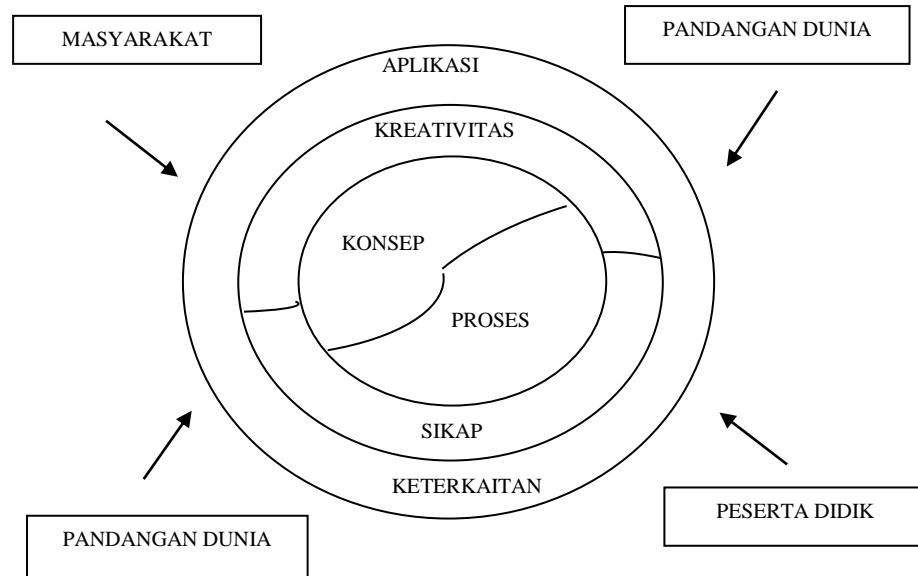 MASYARAKAT
PANDANGAN DUNIA
APLIKASI
KREATIVITAS
KONSEP
PROSES
SIKAP
KETERKAITAN
PANDANGAN DUNIA
PESERTA DIDIK